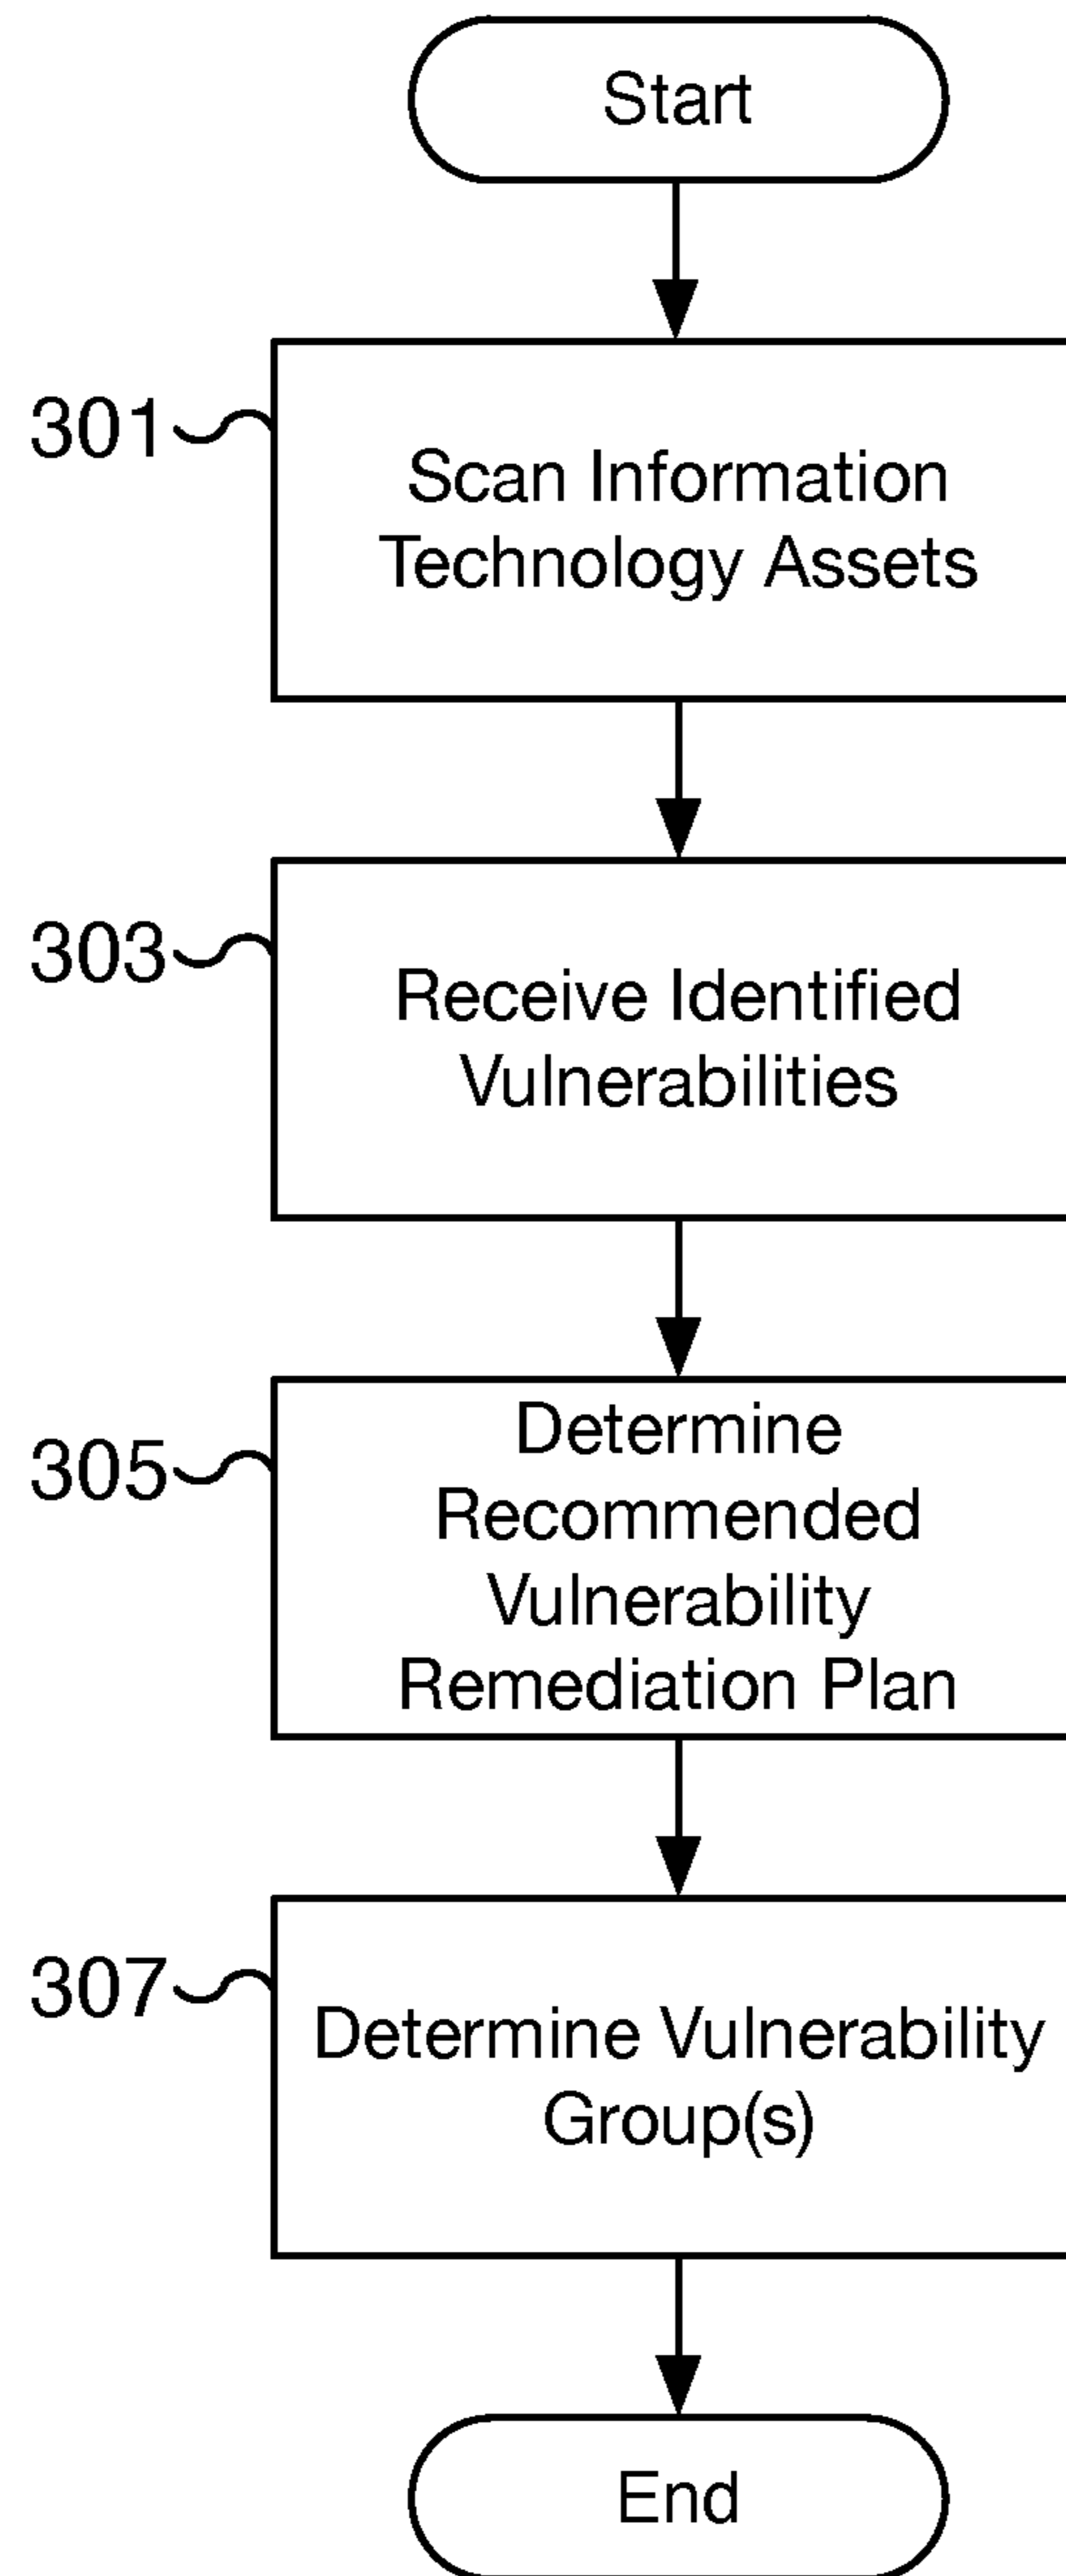 Start
301
Scan Information
Technology Assets
303
Receive Identified
Vulnerabilities
305
Determine
Recommended
Vulnerability
Remediation Plan
307
Determine Vulnerability
Group(s)
End